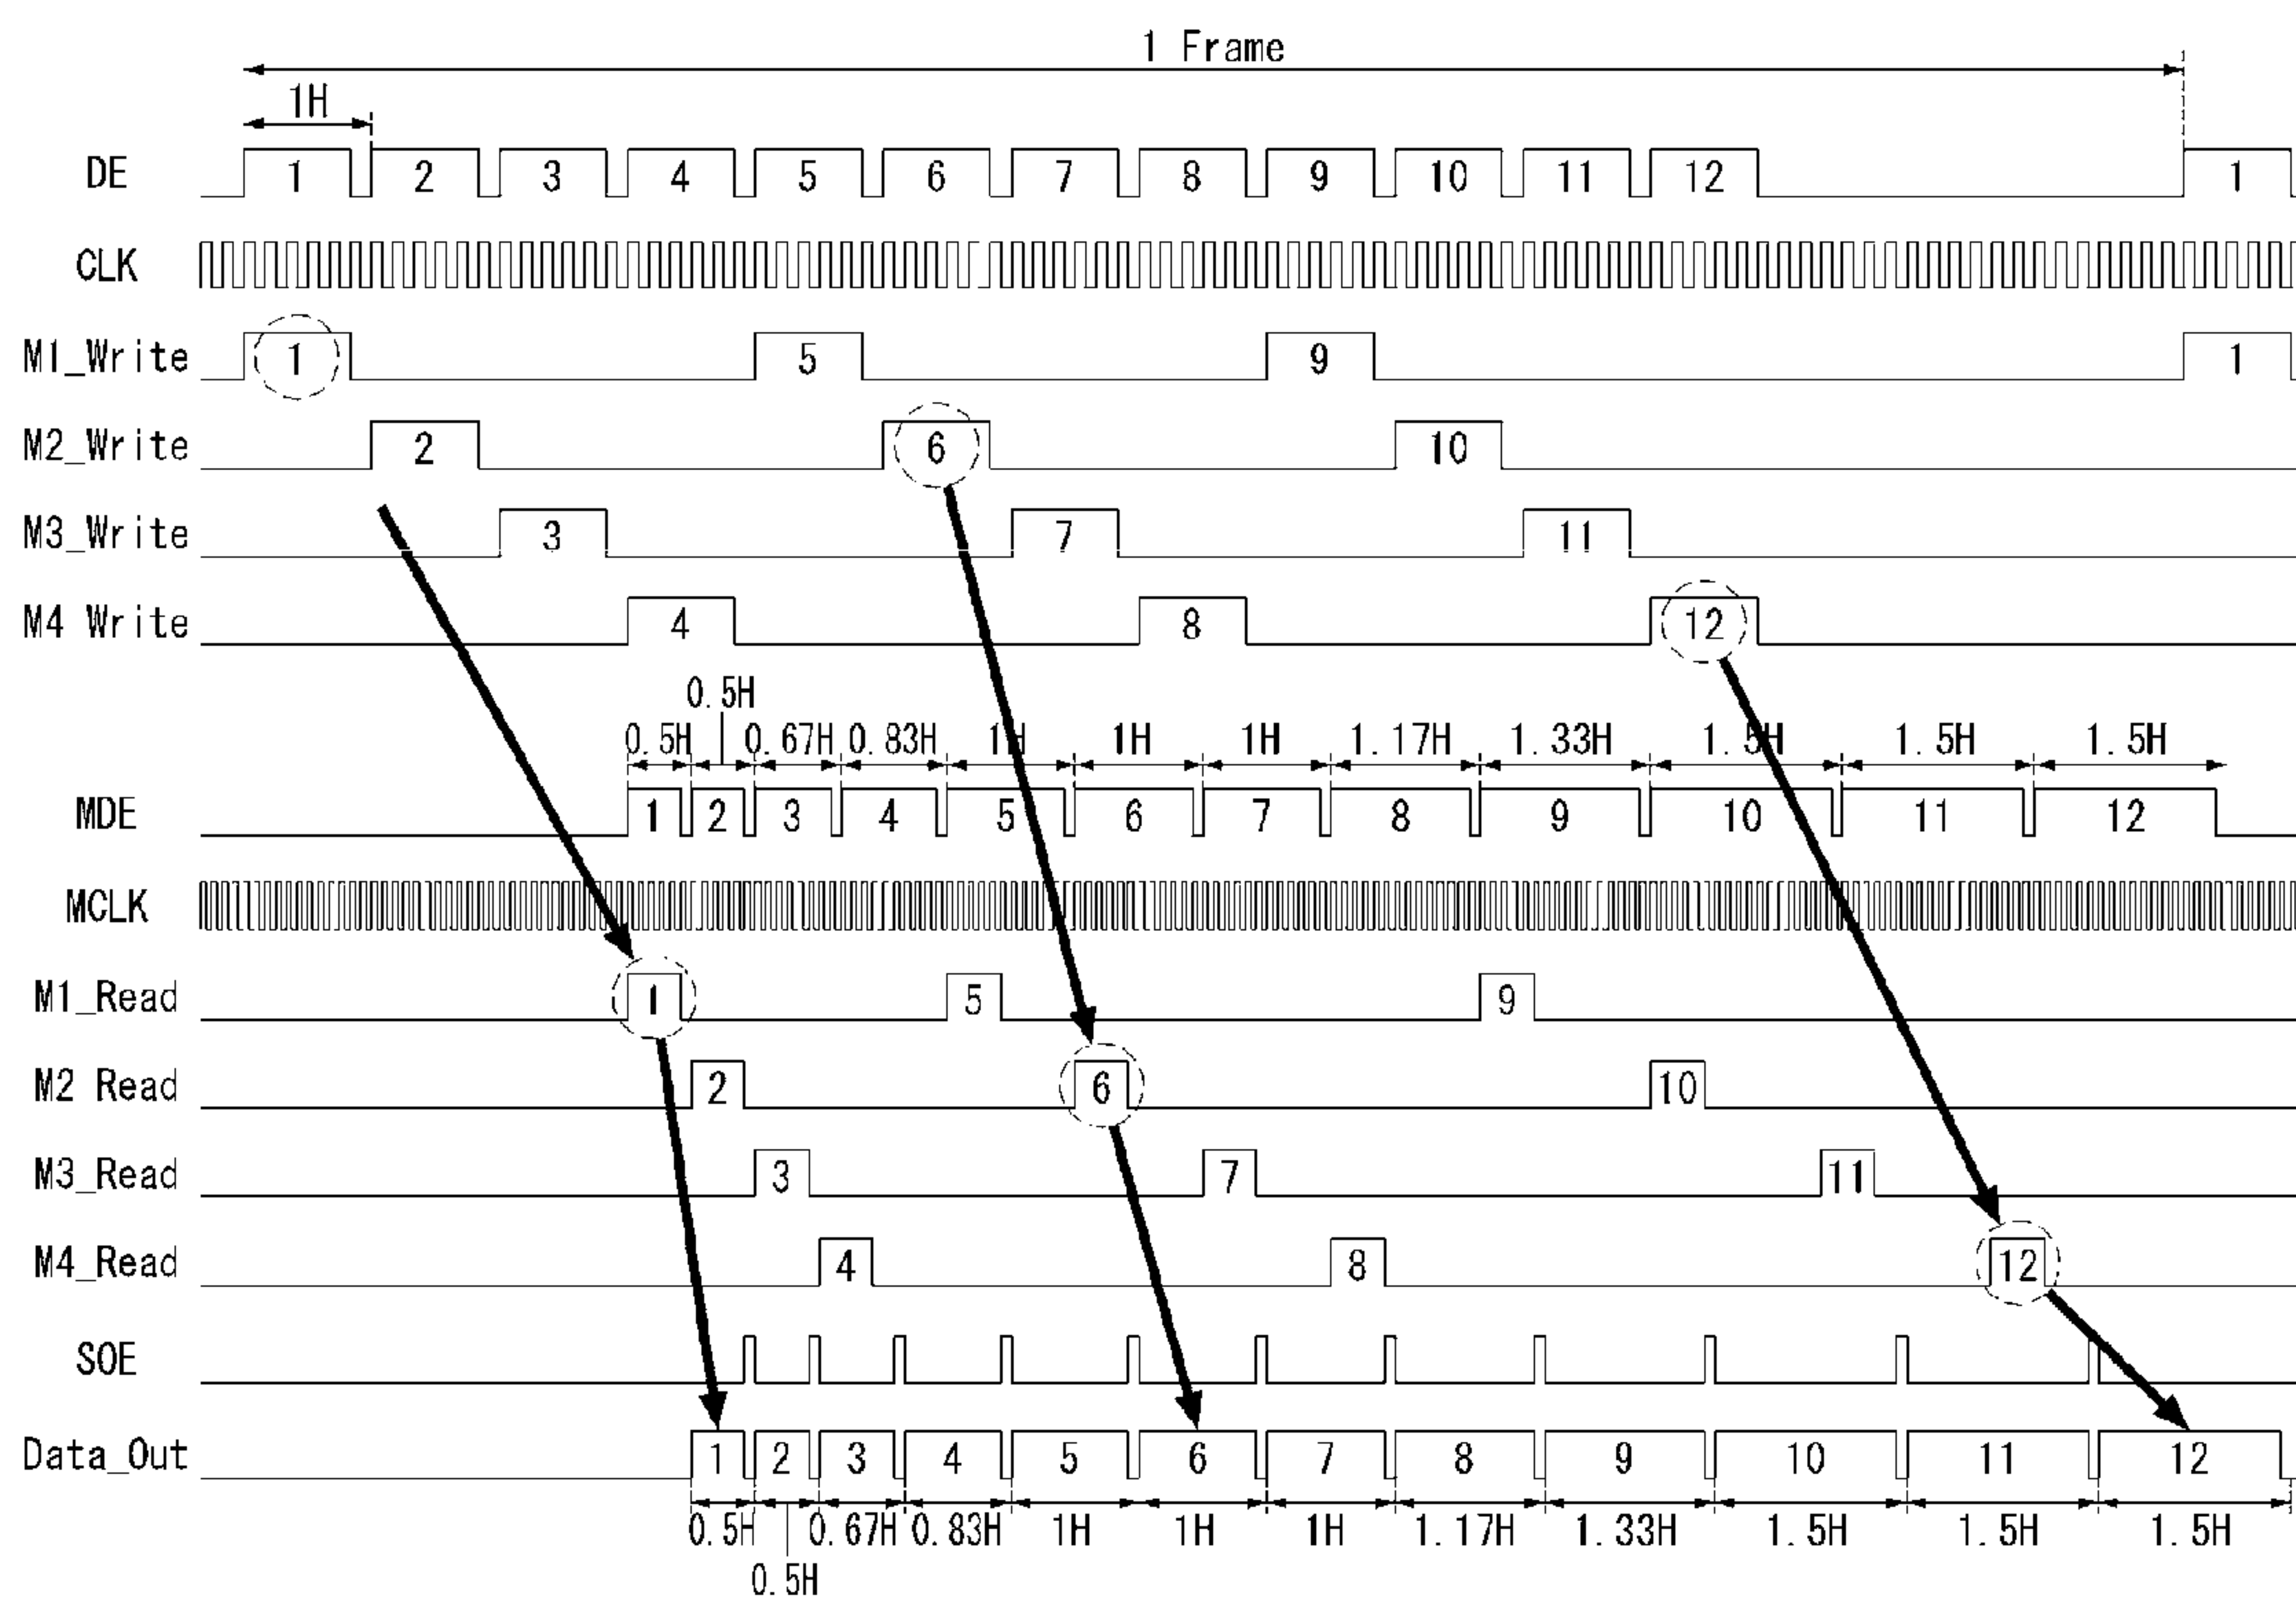 1 Frame
1H
DE 1 2 3 4 5 6 7 8 9 10 11 12 1
CLK
M1_Write 1 5 9 1
M2_Write 2 6 10
M3_Write 3 7 11
M4 Write 4 8 12
0.5H
0.5H 0.67H 0.83H 1H 1H 1H 1.17H 1.33H 1.5H 1.5H 1.5H
MDE 1 2 3 4 5 6 7 8 9 10 11 12
MCLK
M1_Read 1 5 9
M2 Read 2 6 10
M3_Read 3 7 11
M4_Read 4 8 12
SOE
Data_Out 1 2 3 4 5 6 7 8 9 10 11 12
0.5H 0.67H 0.83H 1H 1H 1H 1.17H 1.33H 1.5H 1.5H 1.5H
0.5H